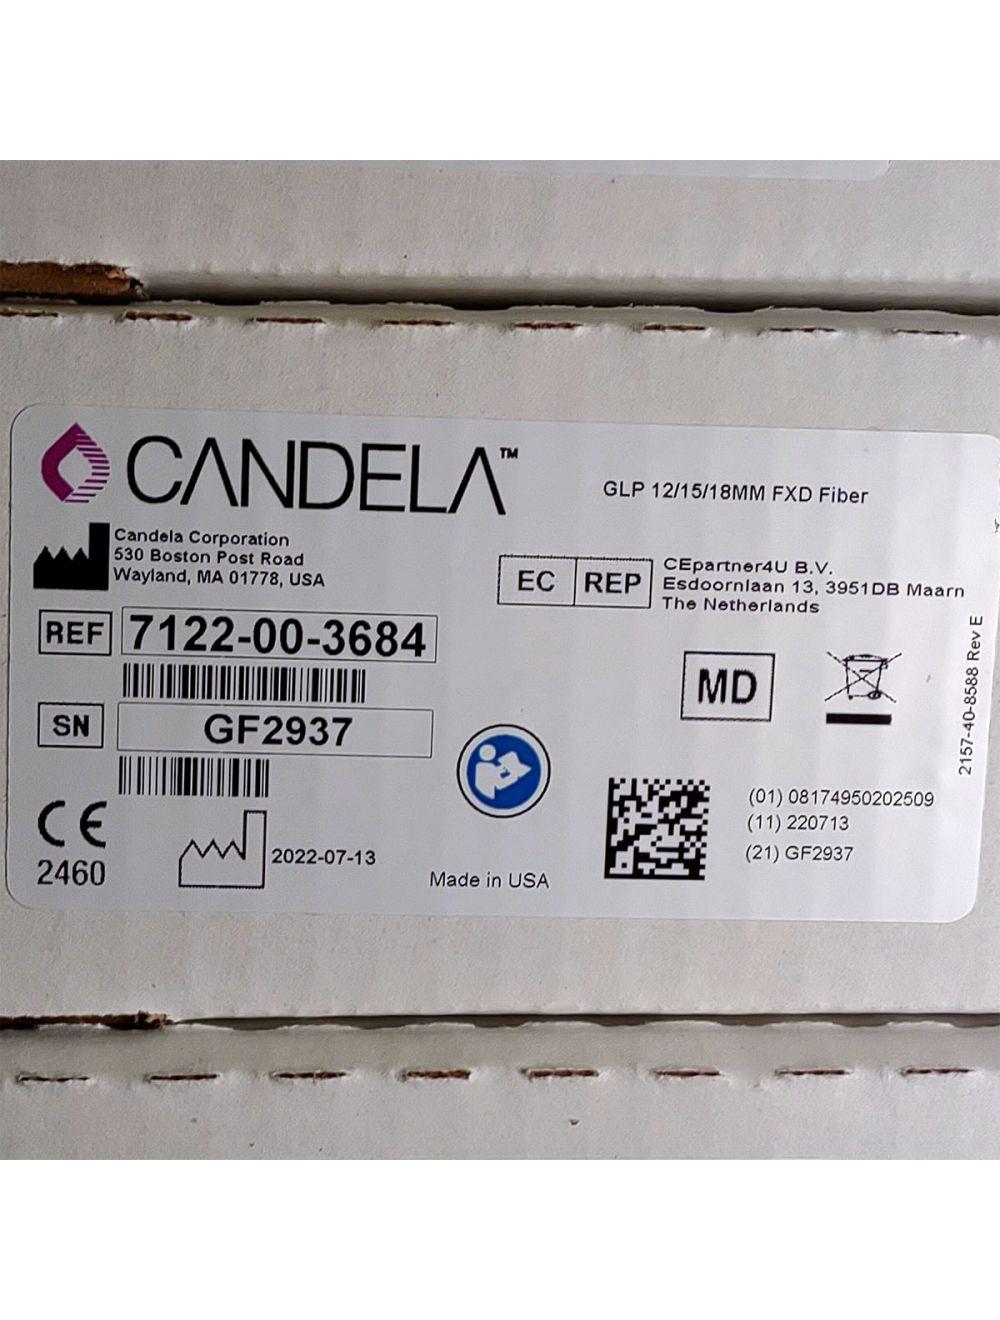 CANDELA™
GLP 12/15/18MM FXD Fiber
Candela Corporation
530 Boston Post Road
Wayland, MA 01778, USA
EC REP
CEpartner4U B.V.
Esdoornlaan 13, 3951DB Maarn
The Netherlands
REF 7122-00-3684
SN GF2937
MD
2157-40-8588 Rev E
CE
2460
2022-07-13
Made in USA
(01) 08174950202509
(11) 220713
(21) GF2937